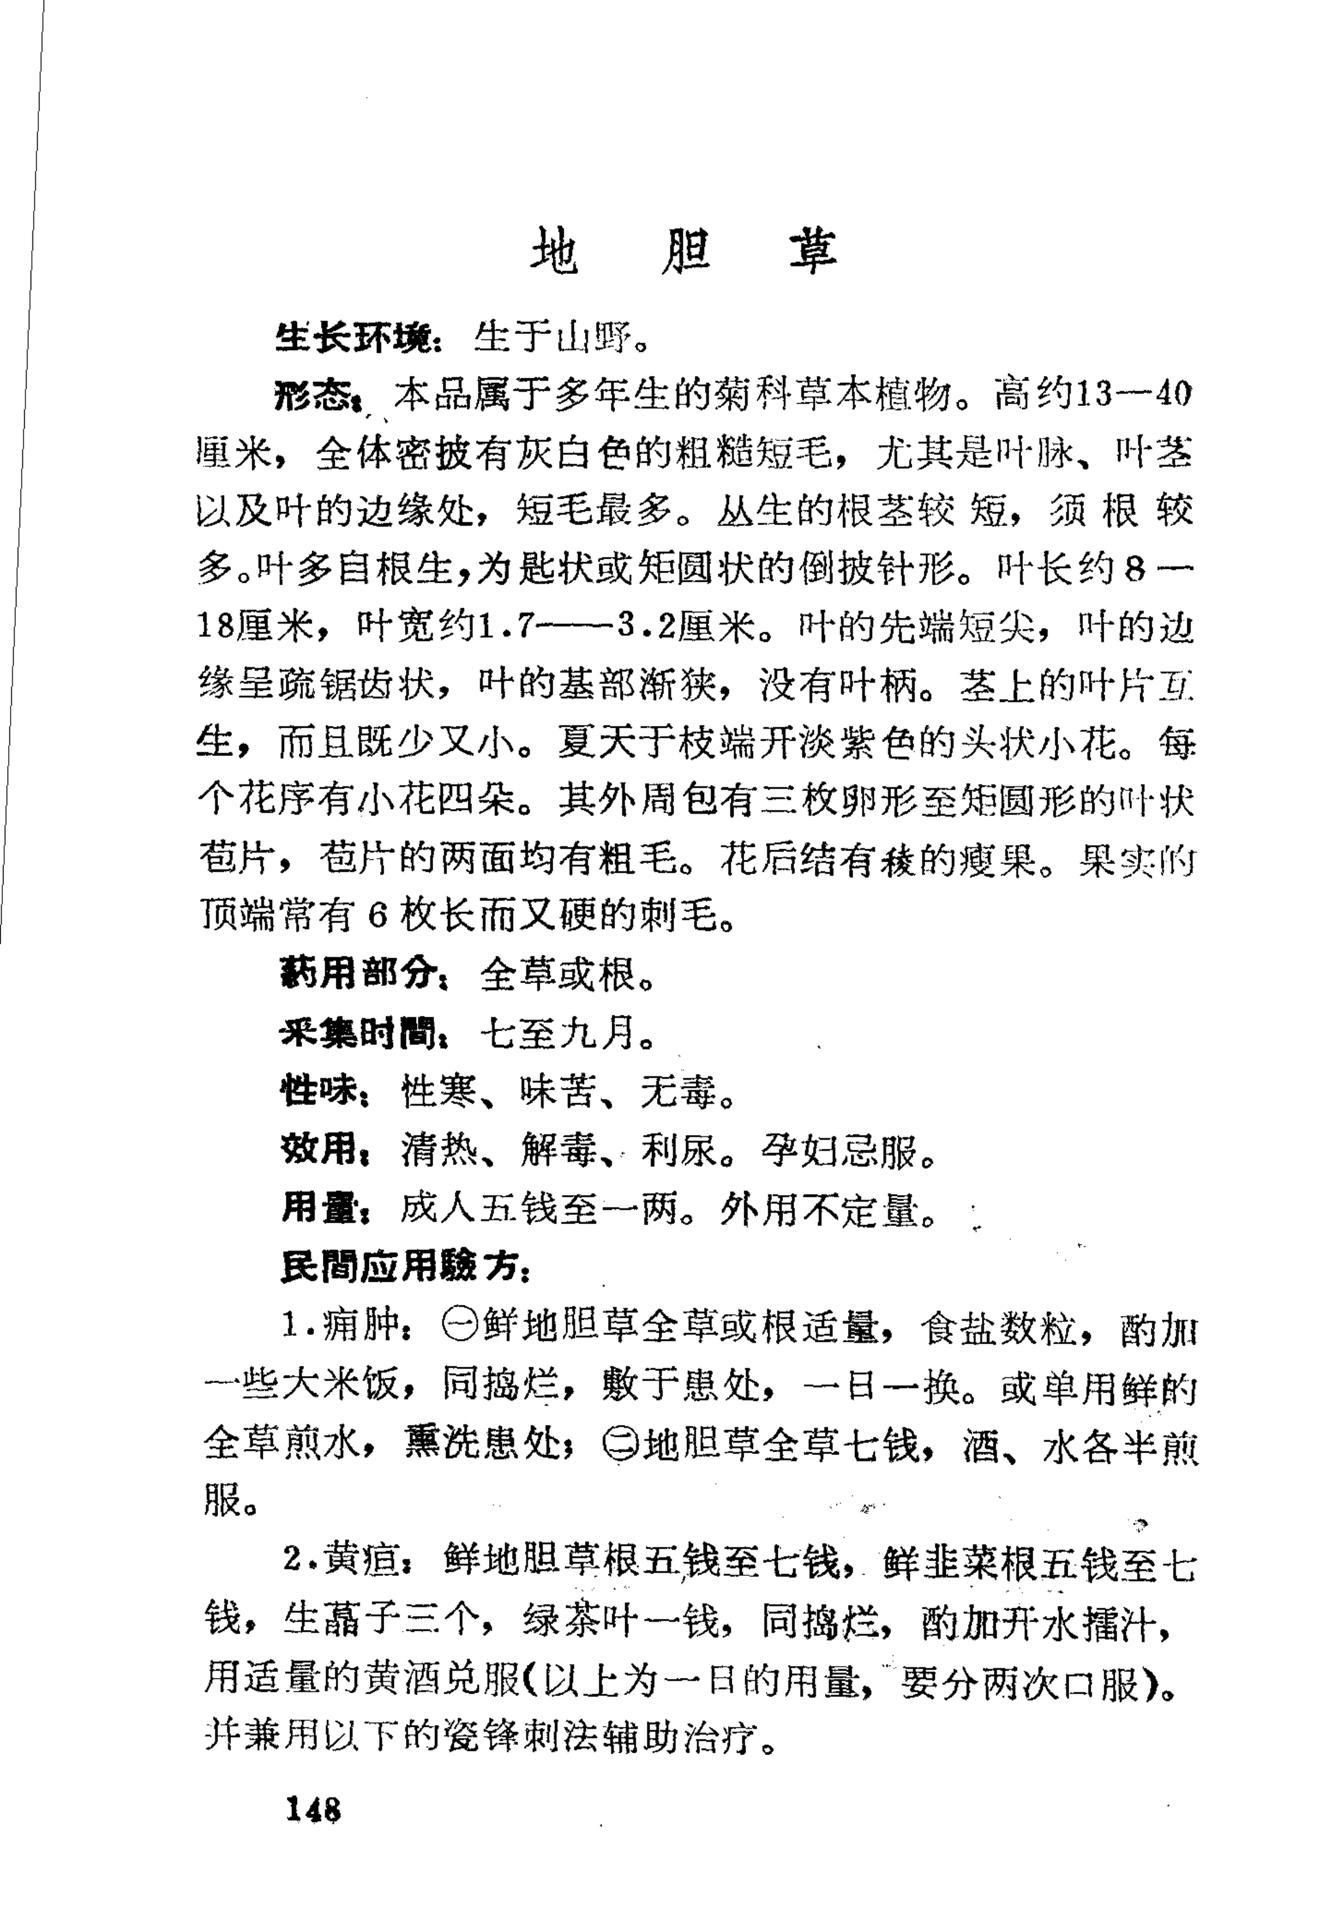 地胆草
生长环境：生于山野。
形态：本品属于多年生的菊科草本植物。高约13—40
厘米，全体密披有灰白色的粗糙短毛，尤其是叶脉、叶茎
以及叶的边缘处，短毛最多。丛生的根茎较短，须根较
多。叶多自根生，为匙状或矩圆状的倒披针形。叶长约8—
18厘米，叶宽约1.7——3.2厘米。叶的先端短尖，叶的边
缘呈疏锯齿状，叶的基部渐狭，没有叶柄。茎上的叶片互
生，而且既少又小。夏天于枝端开淡紫色的头状小花。每
个花序有小花四朵。其外周包有三枚卵形至矩圆形的叶状
苞片，苞片的两面均有粗毛。花后结有稜的瘦果。果实的
顶端常有6枚长而又硬的刺毛。
药用部分：全草或根。
采集时間：七至九月。
性味：性寒、味苦、无毒。
效用：清热、解毒、利尿。孕妇忌服。
用量：成人五钱至一两。外用不定量。
民間应用驗方：
1.痈肿：㊀鲜地胆草全草或根适量，食盐数粒，酌加
一些大米饭，同捣烂，敷于患处，一日一换。或单用鲜的
全草煎水，熏洗患处；㊁地胆草全草七钱，酒、水各半煎
服。
2.黄疸：鲜地胆草根五钱至七钱，鲜韭菜根五钱至七
钱，生藠子三个，绿茶叶一钱，同捣烂，酌加开水擂汁，
用适量的黄酒兑服(以上为一日的用量，要分两次口服)。
并兼用以下的瓷锋刺法辅助治疗。
148